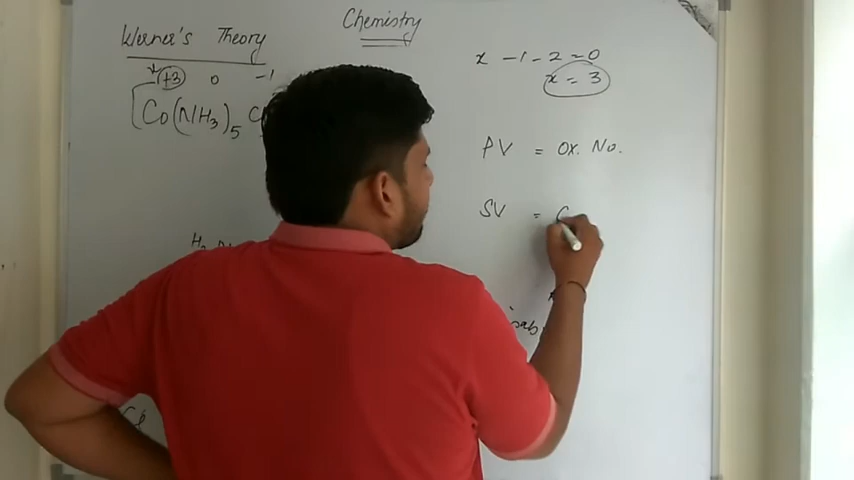 Chemistry
Werner's Theory
+3 0 -1
Co(NH3)5 C
x - 1 - 2 = 0
x = 3
PV = Ox. No.
SV = C